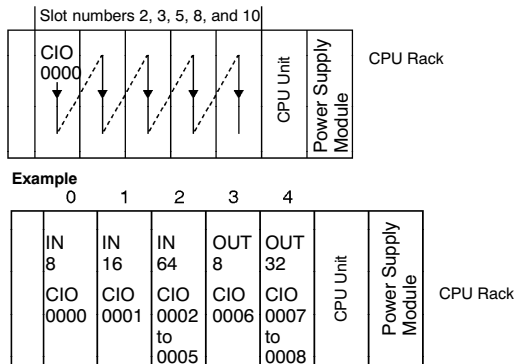 Slot numbers 2, 3, 5, 8, and 10
CIO
0000
CPU Unit
Power Supply
Module
CPU Rack
Example
0 1 2 3 4
IN
8
CIO
0000
IN
16
CIO
0001
IN
64
CIO
0002
to
0005
OUT
8
CIO
0006
OUT
32
CIO
0007
to
0008
CPU Unit
Power Supply
Module
CPU Rack